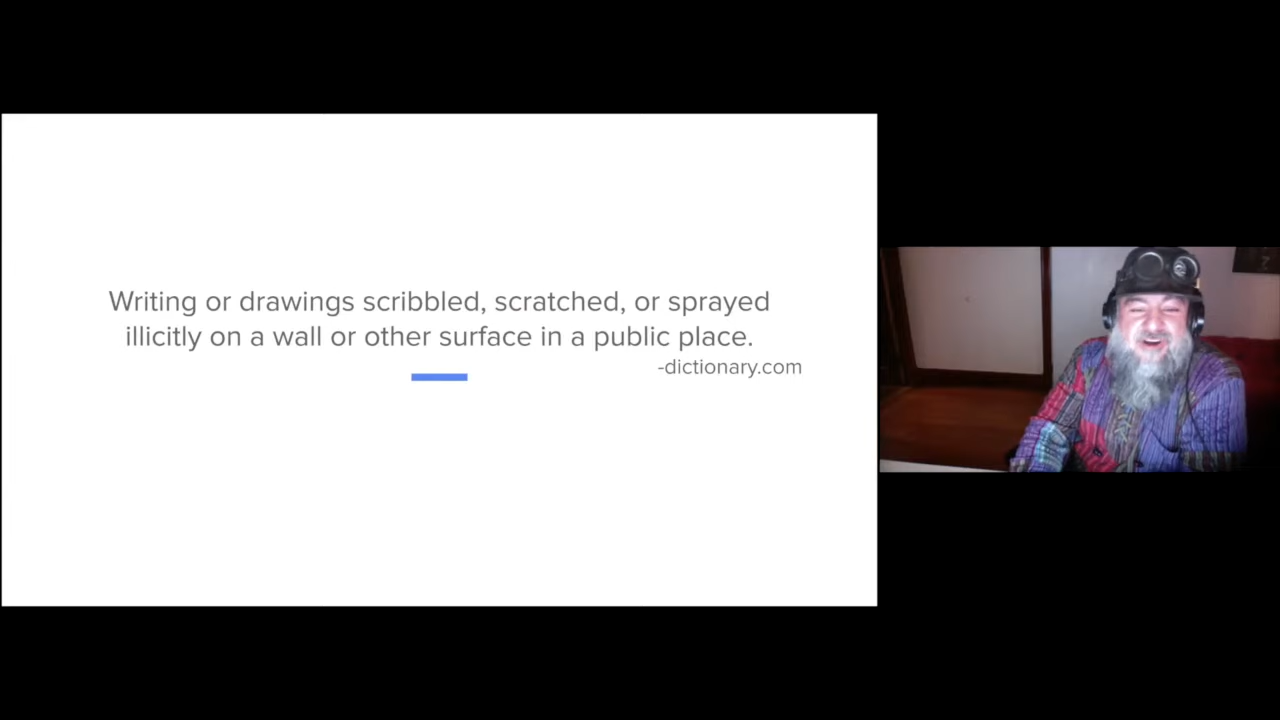 Writing or drawings scribbled, scratched, or sprayed
illicitly on a wall or other surface in a public place.
-dictionary.com